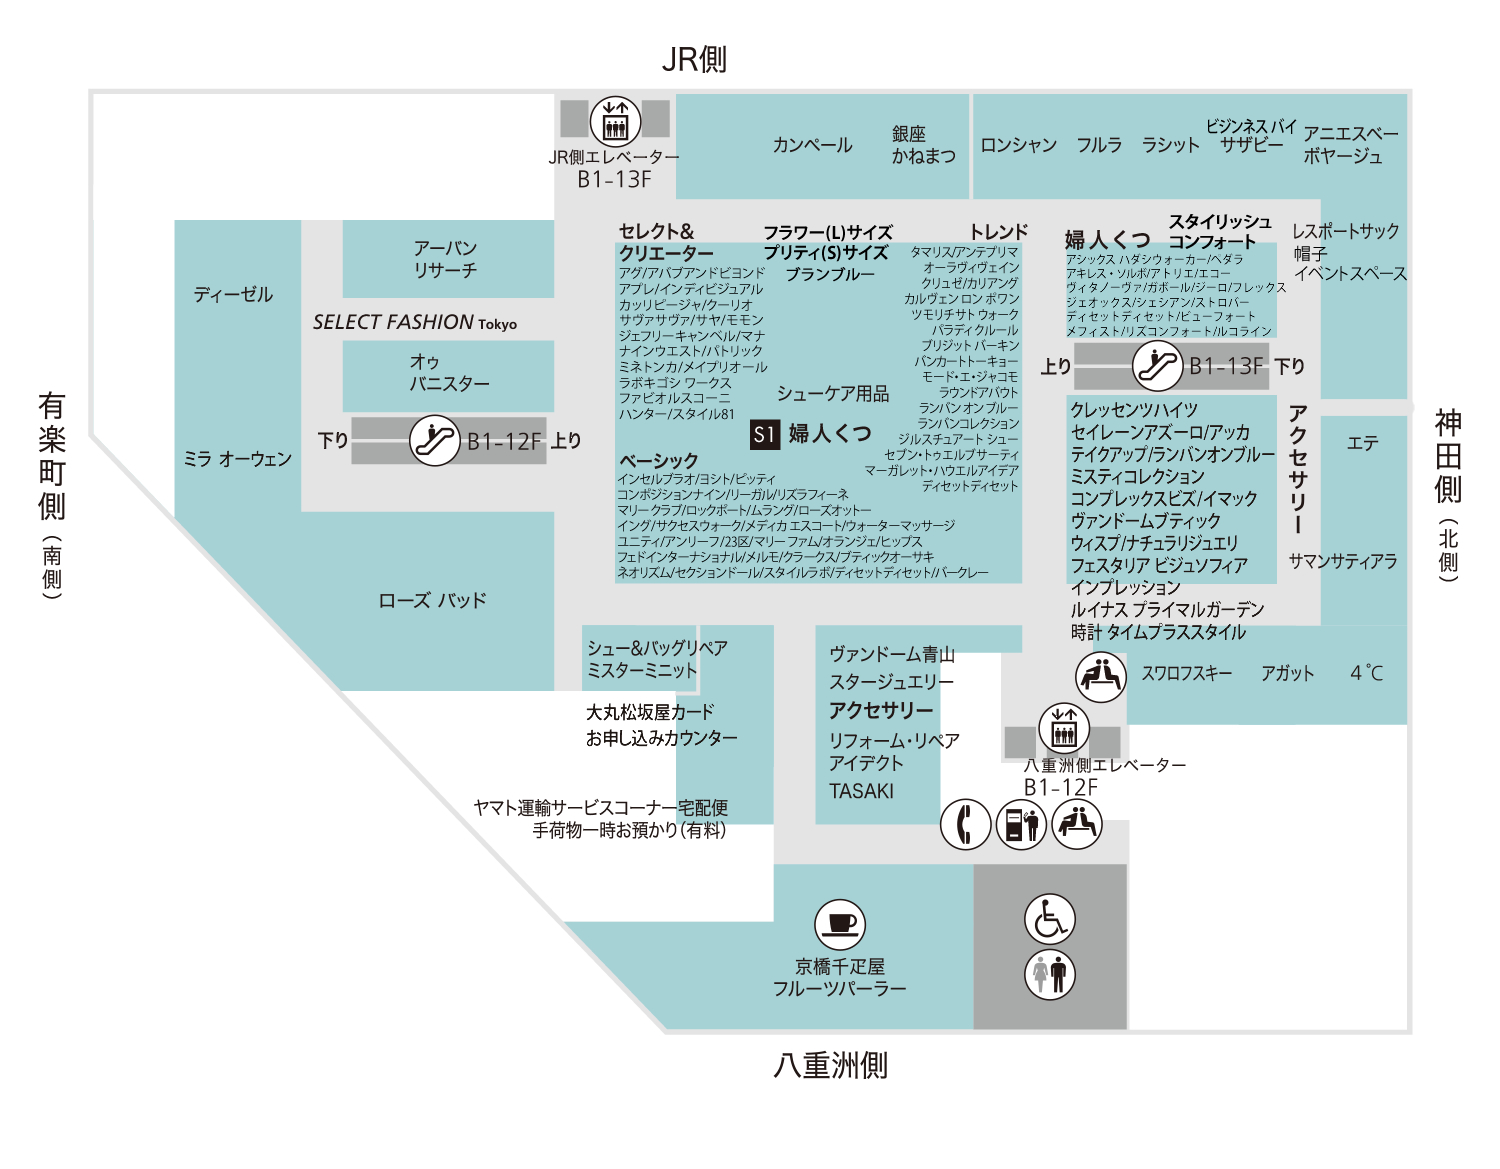 JR側
JR側エレベーター
B1-13F
カンペール
銀座
かねまつ
ロンシャン
フルラ
ラシット
ビジンネス バイ
サザビー
アニエスベー
ボヤージュ
ディーゼル
アーバン
リサーチ
SELECT FASHION Tokyo
オゥ
バニスター
下り
B1-12F
上り
ミラ オーウェン
ローズ バッド
有楽町側(南側)
セレクト&
クリエーター
アグ/アバブアンドビヨンド
アプレ/インディビジュアル
カッリビージャ/クーリオ
サヴァサヴァ/サヤ/モモン
ジェフリーキャンベル/マナ
ナインウエスト/パトリック
ミネトンカ/メイプリオール
ラボキゴシ ワークス
ファビオルスコーニ
ハンター/スタイル81
フラワー(L)サイズ
プリティ(S)サイズ
ブランブルー
シューケア用品
S1 婦人くつ
トレンド
タマリス/アンテプリマ
オーラヴィヴェイン
クリュゼ/カリアング
カルヴェン ロン ポワン
ツモリチサト ウォーク
パラディクルール
ブリジット バーキン
バンカートトーキョー
モード・エ・ジャコモ
ラウンドアバウト
ランバン オン ブルー
ランバンコレクション
ジルスチュアート シュー
セブン・トゥエルブサーティ
マーガレット・ハウエルアイデア
ディセットディセット
ベーシック
インセルプラオ/ヨシト/ピッティ
コンポジションナイン/リーガル/リズラフィーネ
マリークラブ/ロックポート/ムラング/ローズオットー
イング/サクセスウォーク/メディカ エスコート/ウォーターマッサージ
ユニティ/アンリーフ/23区/マリー ファム/オランジェ/ヒップス
フェドインターナショナル/メルモ/クラークス/ブティックオーサキ
ネオリズム/セクションドール/スタイルラボ/ディセットディセット/バークレー
婦人くつ
スタイリッシュ
コンフォート
アシックス ハダシウォーカー/ペダラ
アキレス・ソルボ/アトリエ/エコー
ヴィタノーヴァ/ガボール/ジーロ/フレックス
ジェオックス/シェシアン/ストロバー
ディセットディセット/ビューフォート
メフィスト/リズコンフォート/ルコライン
レスポートサック
帽子
イベントスペース
上り
B1-13F
下り
クレッセンツハイツ
セイレーンアズーロ/アッカ
テイクアップ/ランバンオンブルー
ミスティコレクション
コンプレックスビズ/イマック
ヴァンドームブティック
ウィスプ/ナチュラリジュエリ
フェスタリア ビジュソフィア
インプレッション
ルイナス プライマルガーデン
時計 タイムプラススタイル
アクセサリー
エテ
サマンサティアラ
神田側(北側)
スワロフスキー
アガット
4℃
シュー&バッグリペア
ミスターミニット
大丸松坂屋カード
お申し込みカウンター
ヤマト運輸サービスコーナー宅配便
手荷物一時お預かり(有料)
ヴァンドーム青山
スタージュエリー
アクセサリー
リフォーム・リペア
アイデクト
TASAKI
八重洲側エレベーター
B1-12F
京橋千疋屋
フルーツパーラー
八重洲側